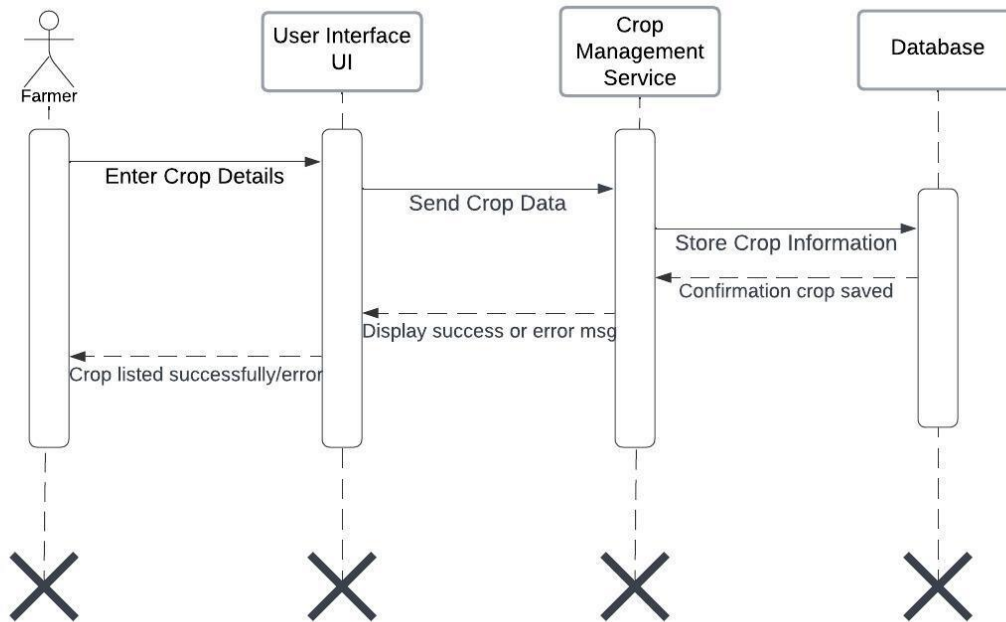 Farmer
User Interface
UI
Crop
Management
Service
Database
Enter Crop Details
Send Crop Data
Store Crop Information
Confirmation crop saved
Display success or error msg
Crop listed successfully/error